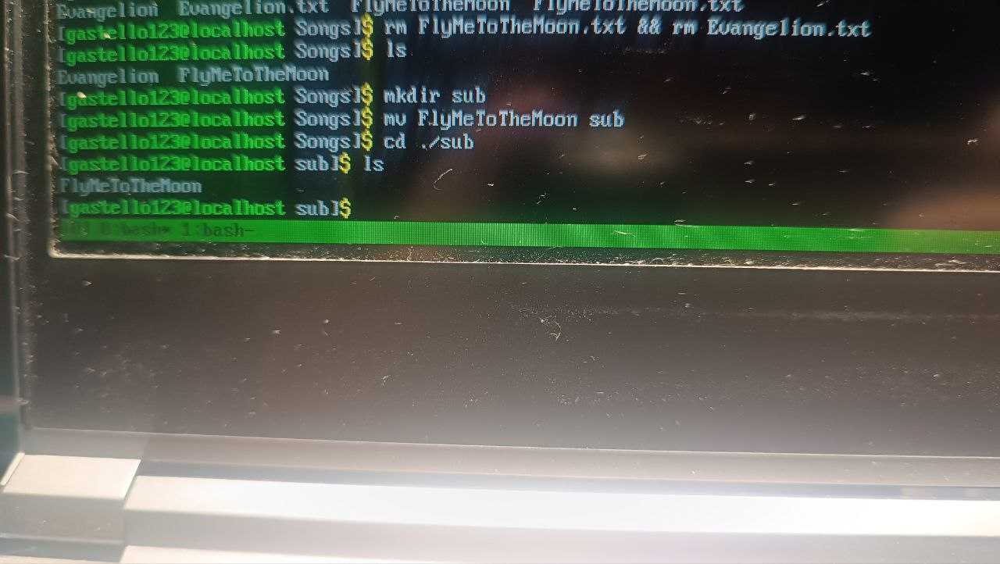 Evangelion  Evangelion.txt  FlyMeToTheMoon  FlyMeToTheMoon.txt
[gastello123@localhost Songs]$ rm FlyMeToTheMoon.txt && rm Evangelion.txt
[gastello123@localhost Songs]$ ls
Evangelion  FlyMeToTheMoon
[gastello123@localhost Songs]$ mkdir sub
[gastello123@localhost Songs]$ mv FlyMeToTheMoon sub
[gastello123@localhost Songs]$ cd ./sub
[gastello123@localhost sub]$ ls
FlyMeToTheMoon
[gastello123@localhost sub]$
0:bash* 1:bash-